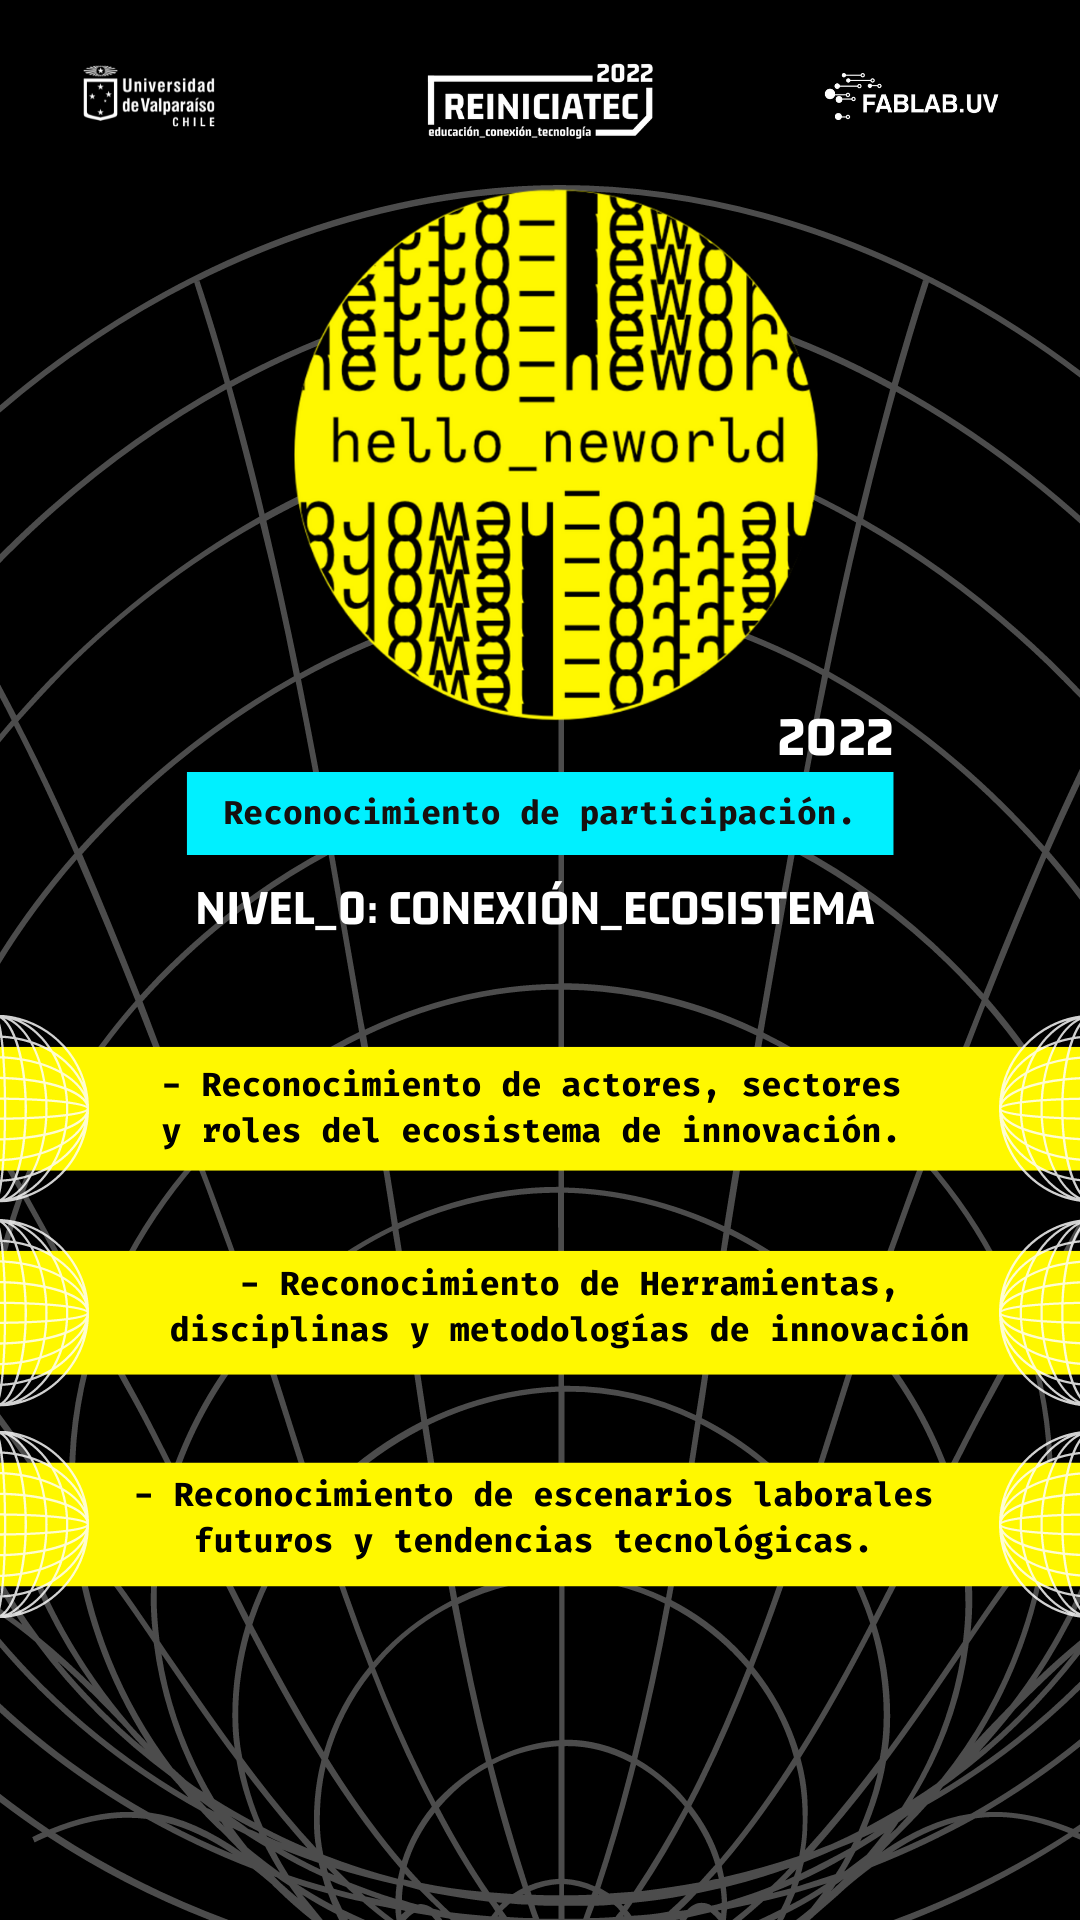 Universidad
de Valparaíso
CHILE
2022
REINICIATEC
educación_conexión_tecnología
FABLAB.UV
hello_neworld
2022
Reconocimiento de participación.
NIVEL_0: CONEXIÓN_ECOSISTEMA
- Reconocimiento de actores, sectores
y roles del ecosistema de innovación.
- Reconocimiento de Herramientas,
disciplinas y metodologías de innovación
- Reconocimiento de escenarios laborales
futuros y tendencias tecnológicas.